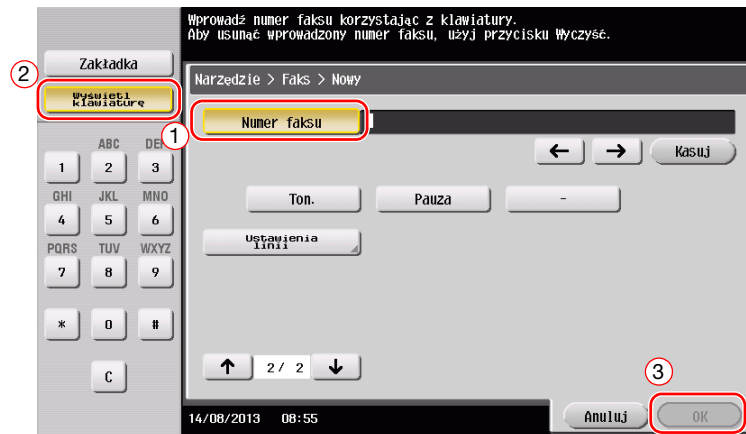 Wprowadź numer faksu korzystając z klawiatury.
Aby usunąć wprowadzony numer faksu, użyj przycisku Wyczyść.
2
Zakładka
Wyświetl
klawiaturę
Narzędzie > Faks > Nowy
1
Numer faksu
← → Kasuj
ABC DEF
1 2 3
GHI JKL MNO
4 5 6
PQRS TUV WXYZ
7 8 9
* 0 #
C
Ton. Pauza -
Ustawienia
linii
↑ 2/ 2 ↓
3
14/08/2013 08:55
Anuluj OK